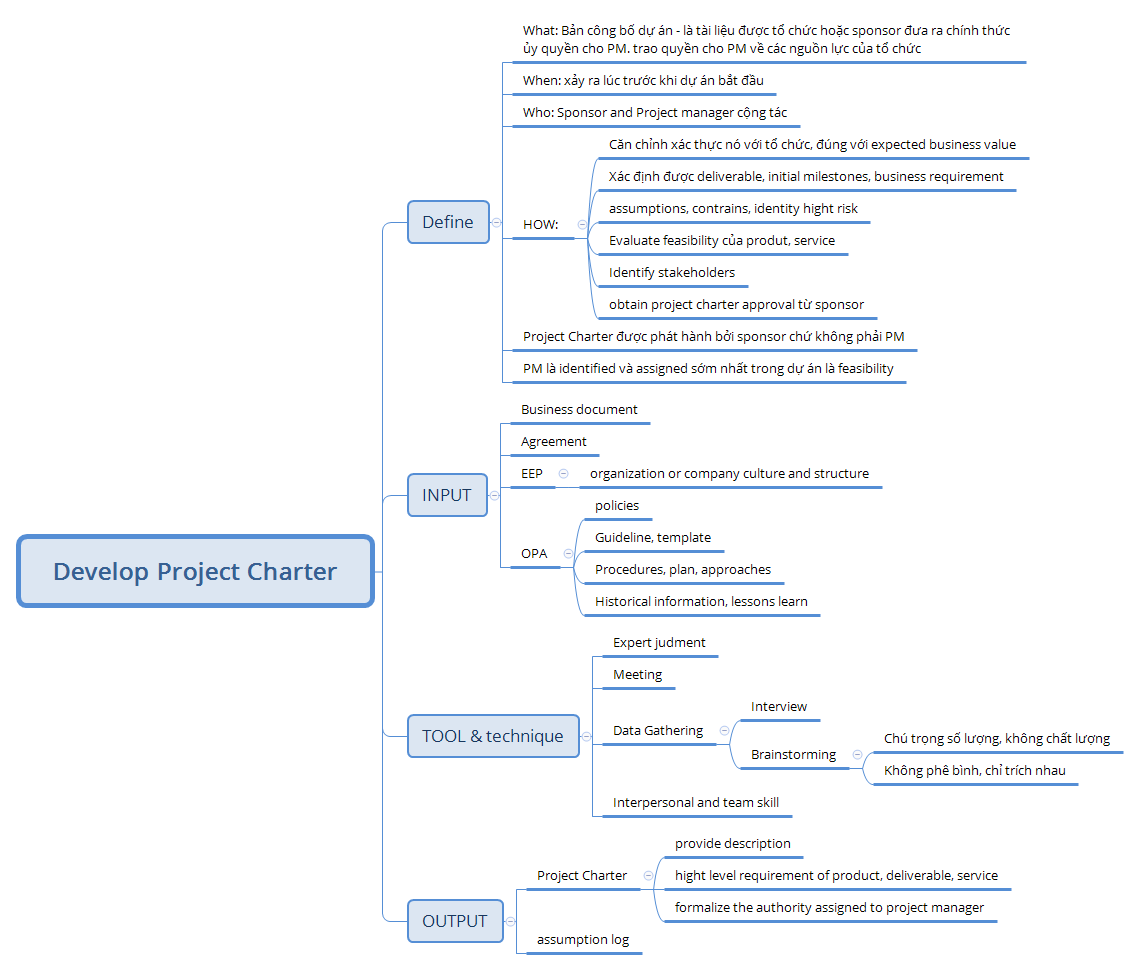 Develop Project Charter
Define
What: Bản công bố dự án - là tài liệu được tổ chức hoặc sponsor đưa ra chính thức
ủy quyền cho PM. trao quyền cho PM về các nguồn lực của tổ chức
When: xảy ra lúc trước khi dự án bắt đầu
Who: Sponsor and Project manager cộng tác
HOW:
Căn chỉnh xác thực nó với tổ chức, đúng với expected business value
Xác định được deliverable, initial milestones, business requirement
assumptions, contrains, identity hight risk
Evaluate feasibility của produt, service
Identify stakeholders
obtain project charter approval từ sponsor
Project Charter được phát hành bởi sponsor chứ không phải PM
PM là identified và assigned sớm nhất trong dự án là feasibility
INPUT
Business document
Agreement
EEP
organization or company culture and structure
OPA
policies
Guideline, template
Procedures, plan, approaches
Historical information, lessons learn
TOOL & technique
Expert judment
Meeting
Data Gathering
Interview
Brainstorming
Chú trọng số lượng, không chất lượng
Không phê bình, chỉ trích nhau
Interpersonal and team skill
OUTPUT
Project Charter
provide description
hight level requirement of product, deliverable, service
formalize the authority assigned to project manager
assumption log